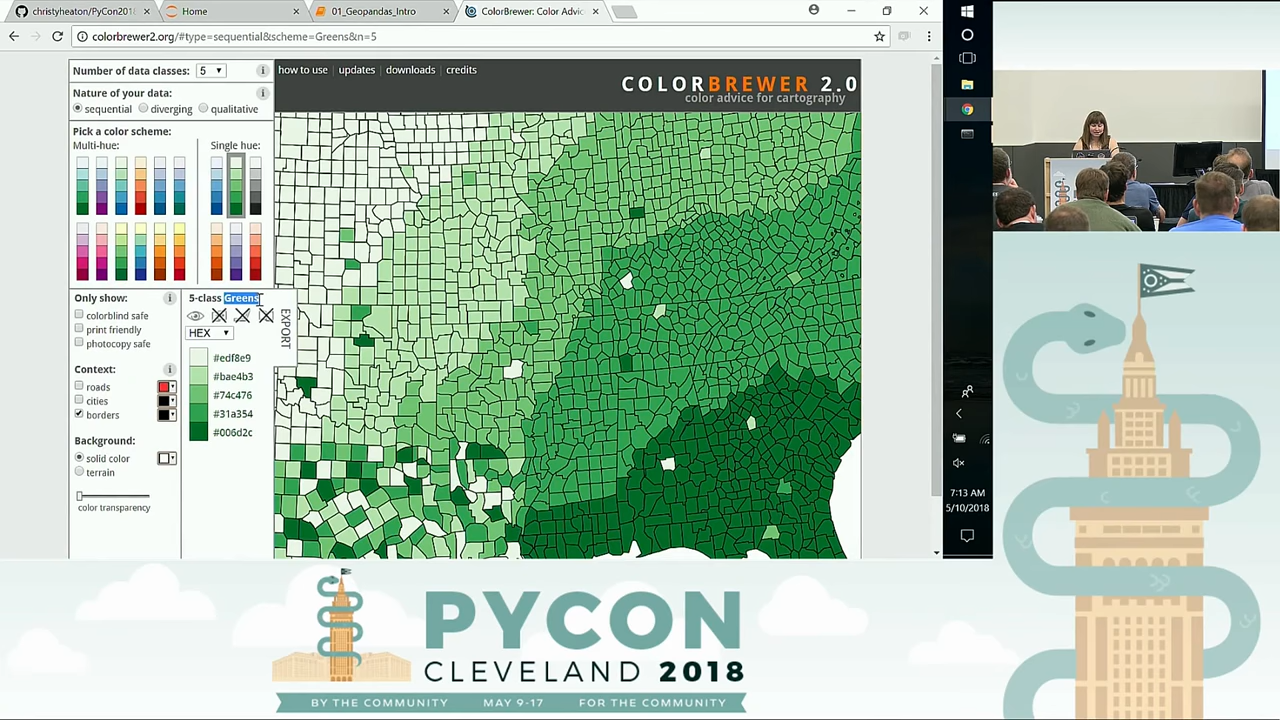 christyheaton/PyCon2018
Home
01_Geopandas_Intro
ColorBrewer: Color Advic
colorbrewer2.org/#type=sequential&scheme=Greens&n=5
Number of data classes: 5
how to use | updates | downloads | credits
COLORBREWER 2.0
color advice for cartography
Nature of your data:
sequential diverging qualitative
Pick a color scheme:
Multi-hue: Single hue:
Only show:
colorblind safe
print friendly
photocopy safe
Context:
roads
cities
borders
Background:
solid color
terrain
color transparency
5-class Greens
EXPORT
HEX
#edf8e9
#bae4b3
#74c476
#31a354
#006d2c
7:13 AM
5/10/2018
PYCON
CLEVELAND 2018
BY THE COMMUNITY MAY 9-17 FOR THE COMMUNITY